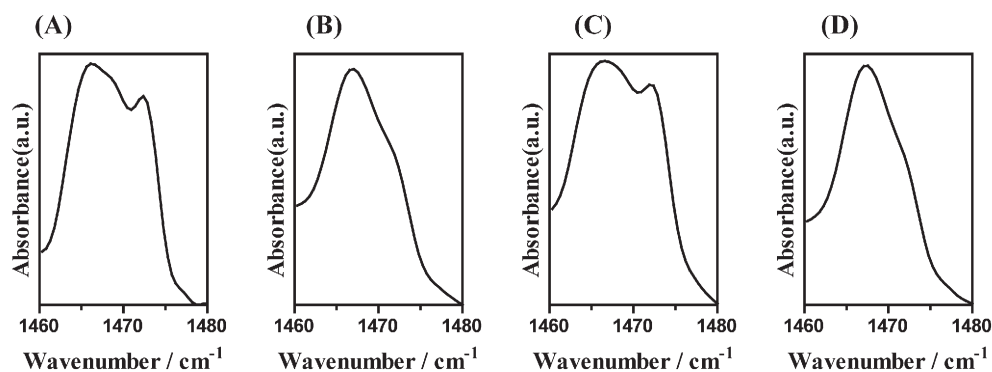 (A) (B) (C) (D)
Absorbance(a.u.) Absorbance(a.u.) Absorbance(a.u.) Absorbance(a.u.)
1460 1470 1480 1460 1470 1480 1460 1470 1480 1460 1470 1480
Wavenumber / cm⁻¹ Wavenumber / cm⁻¹ Wavenumber / cm⁻¹ Wavenumber / cm⁻¹